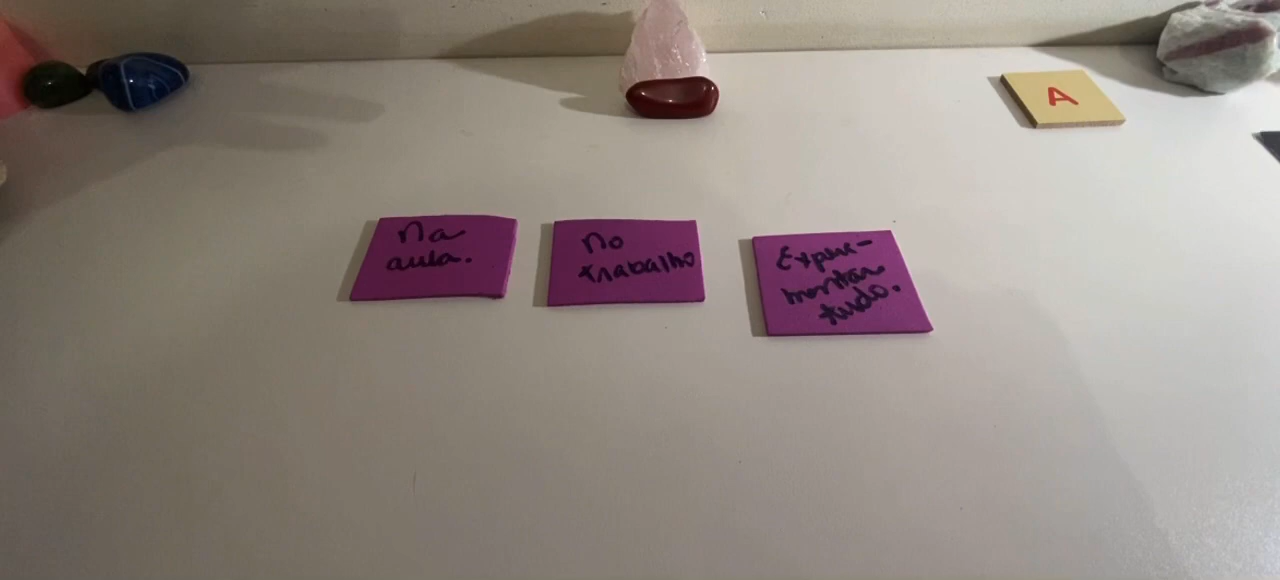 A
Na
aula.
No
trabalho
Experi-
mentar
tudo.